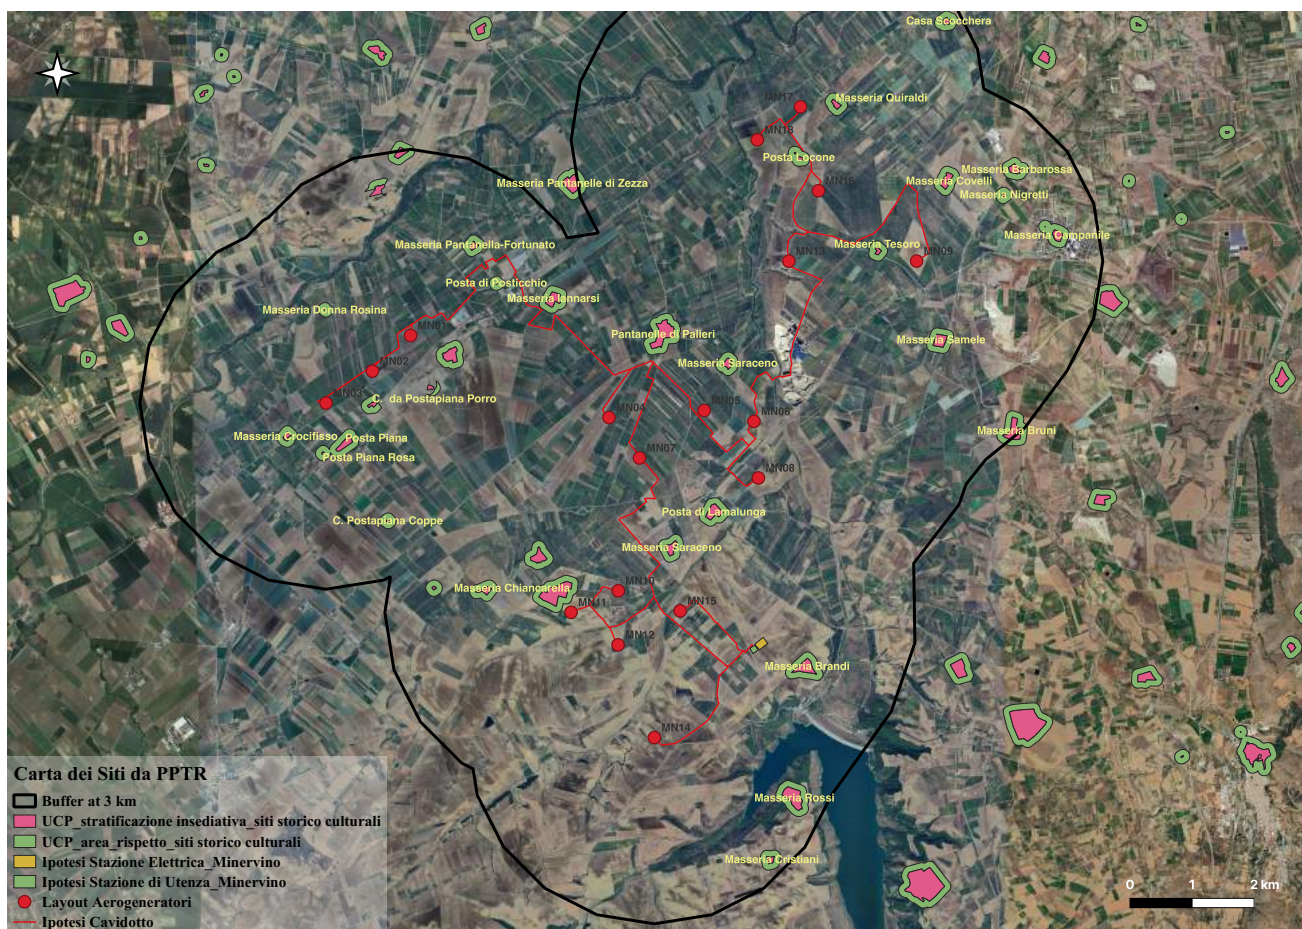 Casa Scocchera
MN17
Masseria Quiraldi
MN18
Posta Locone
Masseria Barbarossa
Masseria Pantanelle di Zezza
Masseria Covelli
MN16
Masseria Nigretti
Masseria Campanile
Masseria Pantanella-Fortunato
Masseria Tesoro
MN13
MN09
Posta di Posticchio
Masseria Iannarsi
Masseria Donna Rosina
MN01
Pantanelle di Palieri
Masseria Samele
Masseria Saraceno
MN02
MN03
C. da Postapiana Porro
MN04
MN05
MN06
Masseria Bruni
Masseria Crocifisso
Posta Piana
MN07
Posta Piana Rosa
MN08
Posta di Lamalunga
C. Postapiana Coppe
Masseria Saraceno
MN10
Masseria Chiancarella
MN11
MN15
MN12
Masseria Brandi
MN14
Masseria Rossi
Masseria Cristiani
Carta dei Siti da PPTR
Buffer at 3 km
UCP_stratificazione insediativa_siti storico culturali
UCP_area_rispetto_siti storico culturali
Ipotesi Stazione Elettrica_Minervino
Ipotesi Stazione di Utenza_Minervino
Layout Aerogeneratori
Ipotesi Cavidotto
0 1 2 km